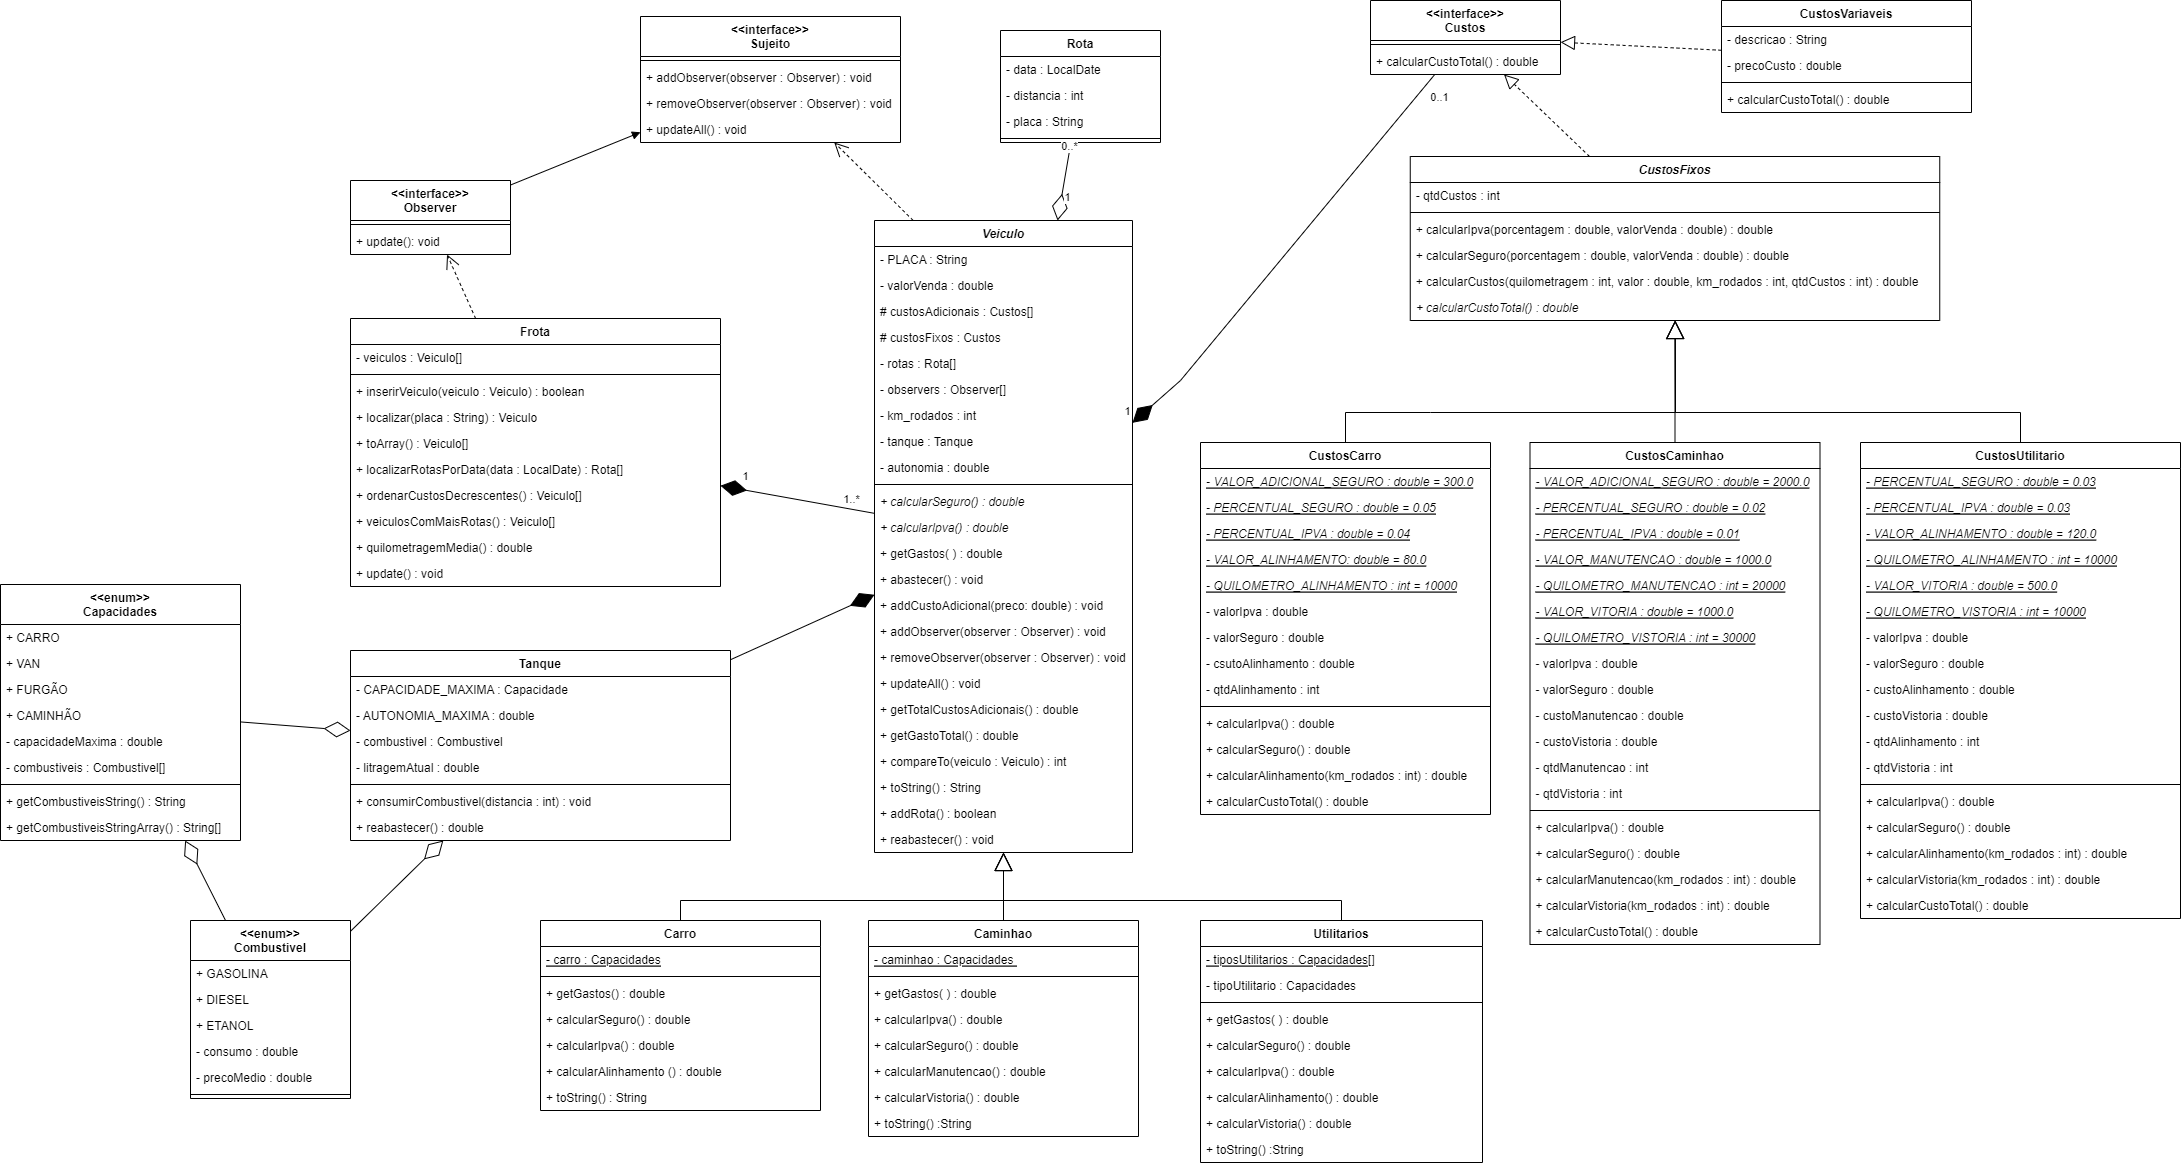 <<interface>>
Sujeito
+ addObserver(observer : Observer) : void
+ removeObserver(observer : Observer) : void
+ updateAll() : void
Rota
- data : LocalDate
- distancia : int
- placa : String
0..*
1
<<interface>>
Custos
+ calcularCustoTotal() : double
0..1
CustosVariaveis
- descricao : String
- precoCusto : double
+ calcularCustoTotal() : double
<<interface>>
Observer
+ update(): void
CustosFixos
- qtdCustos : int
+ calcularIpva(porcentagem : double, valorVenda : double) : double
+ calcularSeguro(porcentagem : double, valorVenda : double) : double
+ calcularCustos(quilometragem : int, valor : double, km_rodados : int, qtdCustos : int) : double
+ calcularCustoTotal() : double
Frota
- veiculos : Veiculo[]
+ inserirVeiculo(veiculo : Veiculo) : boolean
+ localizar(placa : String) : Veiculo
+ toArray() : Veiculo[]
+ localizarRotasPorData(data : LocalDate) : Rota[]
+ ordenarCustosDecrescentes() : Veiculo[]
+ veiculosComMaisRotas() : Veiculo[]
+ quilometragemMedia() : double
+ update() : void
1
1..*
Veiculo
- PLACA : String
- valorVenda : double
# custosAdicionais : Custos[]
# custosFixos : Custos
- rotas : Rota[]
- observers : Observer[]
- km_rodados : int
- tanque : Tanque
- autonomia : double
+ calcularSeguro() : double
+ calcularIpva() : double
+ getGastos( ) : double
+ abastecer() : void
+ addCustoAdicional(preco: double) : void
+ addObserver(observer : Observer) : void
+ removeObserver(observer : Observer) : void
+ updateAll() : void
+ getTotalCustosAdicionais() : double
+ getGastoTotal() : double
+ compareTo(veiculo : Veiculo) : int
+ toString() : String
+ addRota() : boolean
+ reabastecer() : void
1
CustosCarro
- VALOR_ADICIONAL_SEGURO : double = 300.0
- PERCENTUAL_SEGURO : double = 0.05
- PERCENTUAL_IPVA : double = 0.04
- VALOR_ALINHAMENTO: double = 80.0
- QUILOMETRO_ALINHAMENTO : int = 10000
- valorIpva : double
- valorSeguro : double
- csutoAlinhamento : double
- qtdAlinhamento : int
+ calcularIpva() : double
+ calcularSeguro() : double
+ calcularAlinhamento(km_rodados : int) : double
+ calcularCustoTotal() : double
CustosCaminhao
- VALOR_ADICIONAL_SEGURO : double = 2000.0
- PERCENTUAL_SEGURO : double = 0.02
- PERCENTUAL_IPVA : double = 0.01
- VALOR_MANUTENCAO : double = 1000.0
- QUILOMETRO_MANUTENCAO : int = 20000
- VALOR_VITORIA : double = 1000.0
- QUILOMETRO_VISTORIA : int = 30000
- valorIpva : double
- valorSeguro : double
- custoManutencao : double
- custoVistoria : double
- qtdManutencao : int
- qtdVistoria : int
+ calcularIpva() : double
+ calcularSeguro() : double
+ calcularManutencao(km_rodados : int) : double
+ calcularVistoria(km_rodados : int) : double
+ calcularCustoTotal() : double
CustosUtilitario
- PERCENTUAL_SEGURO : double = 0.03
- PERCENTUAL_IPVA : double = 0.03
- VALOR_ALINHAMENTO : double = 120.0
- QUILOMETRO_ALINHAMENTO : int = 10000
- VALOR_VITORIA : double = 500.0
- QUILOMETRO_VISTORIA : int = 10000
- valorIpva : double
- valorSeguro : double
- custoAlinhamento : double
- custoVistoria : double
- qtdAlinhamento : int
- qtdVistoria : int
+ calcularIpva() : double
+ calcularSeguro() : double
+ calcularAlinhamento(km_rodados : int) : double
+ calcularVistoria(km_rodados : int) : double
+ calcularCustoTotal() : double
<<enum>>
Capacidades
+ CARRO
+ VAN
+ FURGÃO
+ CAMINHÃO
- capacidadeMaxima : double
- combustiveis : Combustivel[]
+ getCombustiveisString() : String
+ getCombustiveisStringArray() : String[]
Tanque
- CAPACIDADE_MAXIMA : Capacidade
- AUTONOMIA_MAXIMA : double
- combustivel : Combustivel
- litragemAtual : double
+ consumirCombustivel(distancia : int) : void
+ reabastecer() : double
<<enum>>
Combustivel
+ GASOLINA
+ DIESEL
+ ETANOL
- consumo : double
- precoMedio : double
Carro
- carro : Capacidades
+ getGastos() : double
+ calcularSeguro() : double
+ calcularIpva() : double
+ calcularAlinhamento () : double
+ toString() : String
Caminhao
- caminhao : Capacidades
+ getGastos( ) : double
+ calcularIpva() : double
+ calcularSeguro() : double
+ calcularManutencao() : double
+ calcularVistoria() : double
+ toString() :String
Utilitarios
- tiposUtilitarios : Capacidades[]
- tipoUtilitario : Capacidades
+ getGastos( ) : double
+ calcularSeguro() : double
+ calcularIpva() : double
+ calcularAlinhamento() : double
+ calcularVistoria() : double
+ toString() :String